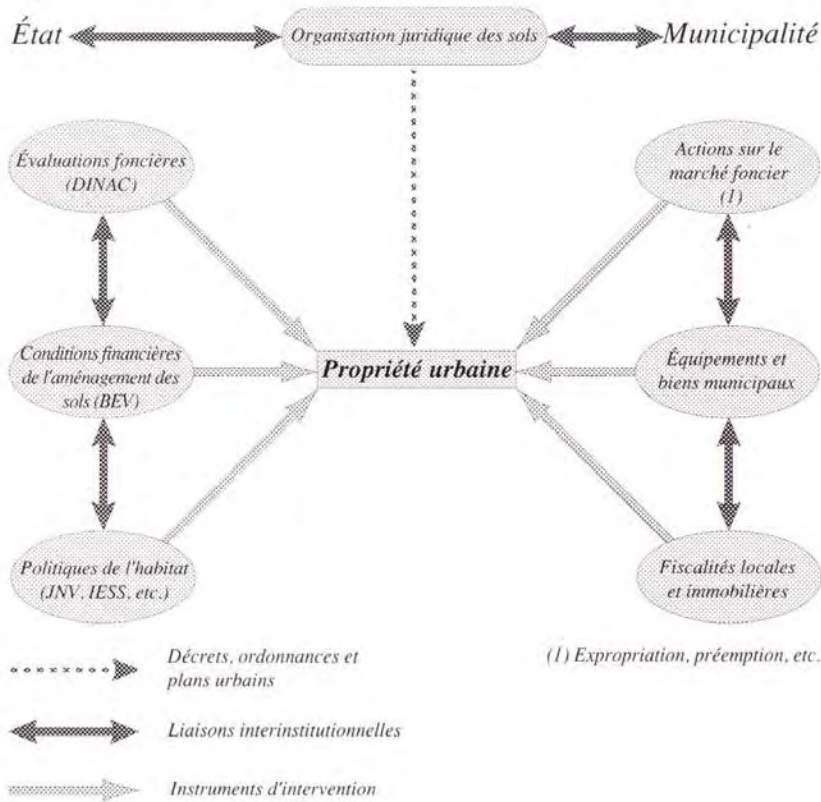 État
Organisation juridique des sols
Municipalité
Évaluations foncières
(DINAC)
Actions sur le
marché foncier
(1)
Conditions financières
de l'aménagement des
sols (BEV)
Propriété urbaine
Équipements et
biens municipaux
Politiques de l'habitat
(JNV, IESS, etc.)
Fiscalités locales
et immobilières
Décrets, ordonnances et
plans urbains
(1) Expropriation, préemption, etc.
Liaisons interinstitutionnelles
Instruments d'intervention